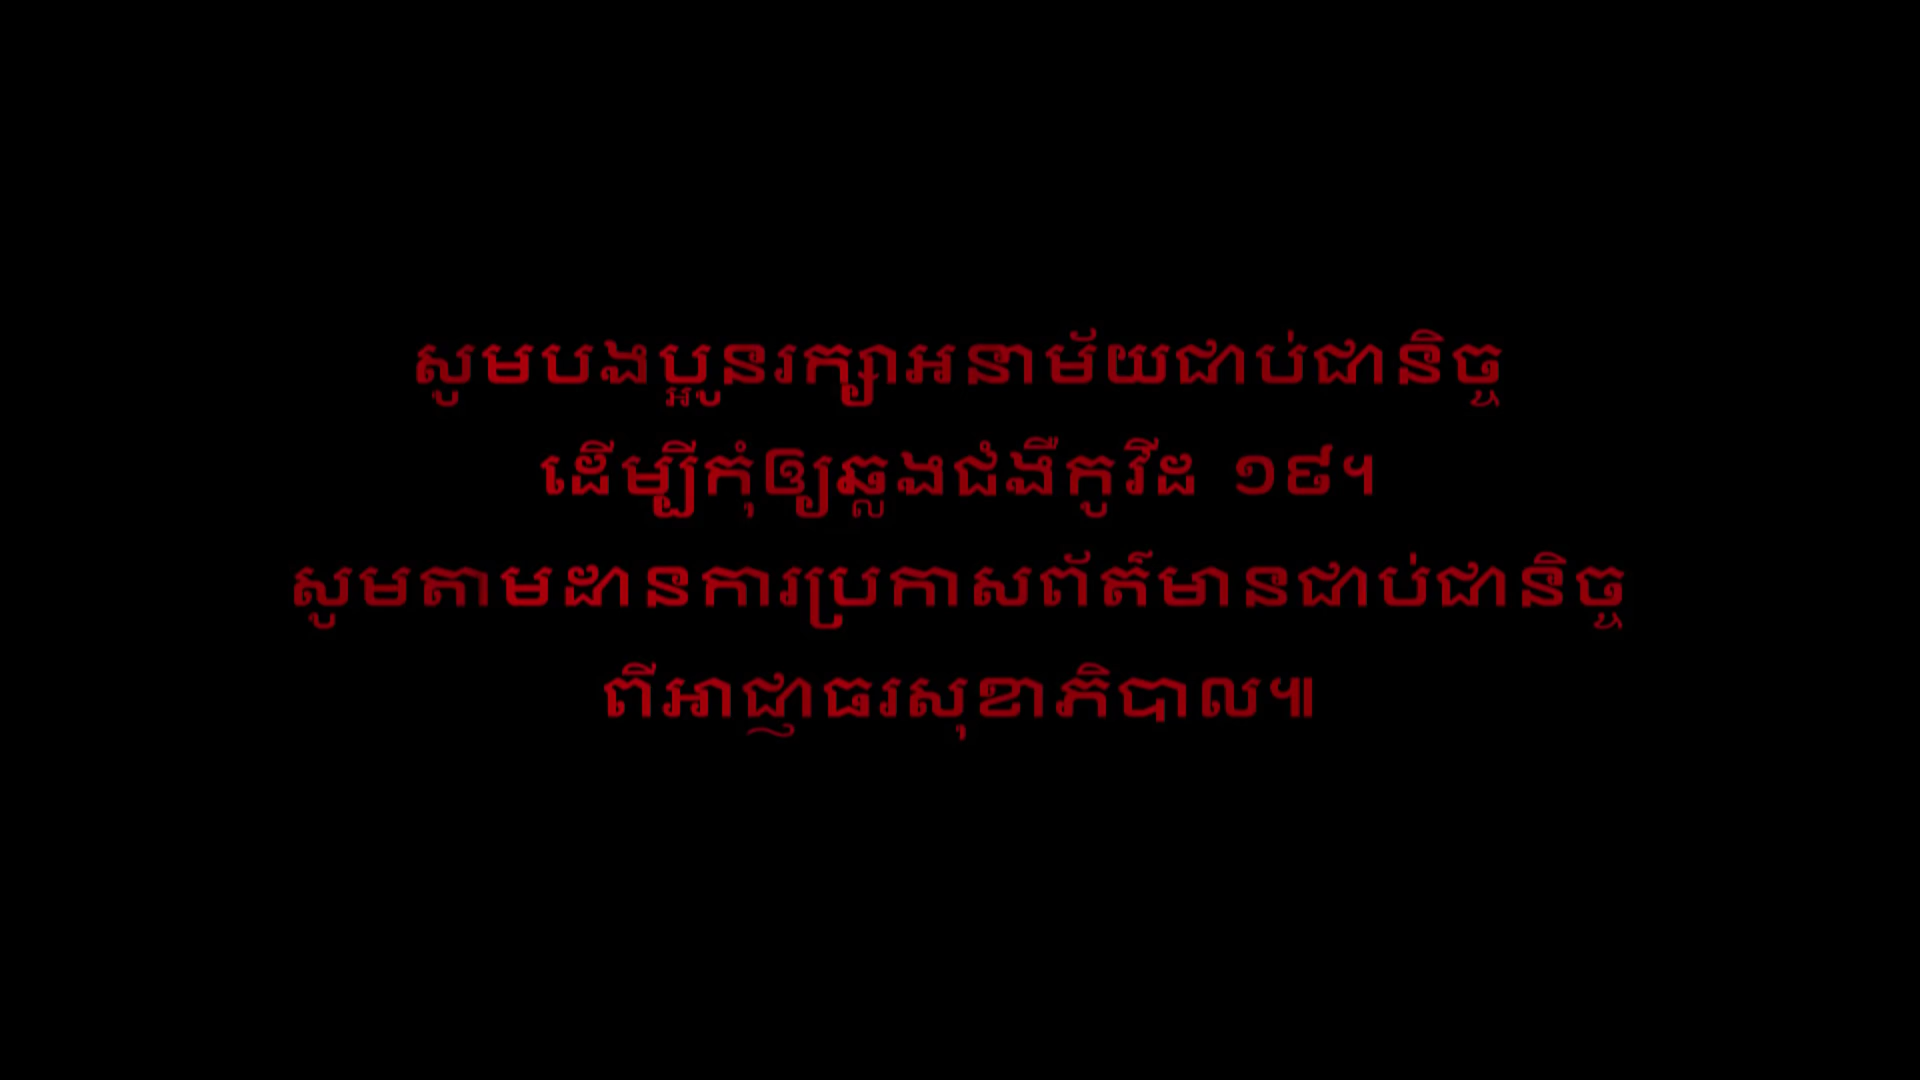 សូមបងប្អូនរក្សាអនាម័យជាប់ជានិច្ច
ដើម្បីកុំឲ្យឆ្លងជំងឺកូវីដ ១៩។
សូមតាមដានការប្រកាសព័ត៌មានជាប់ជានិច្ច
ពីអាជ្ញាធរសុខាភិបាល៕